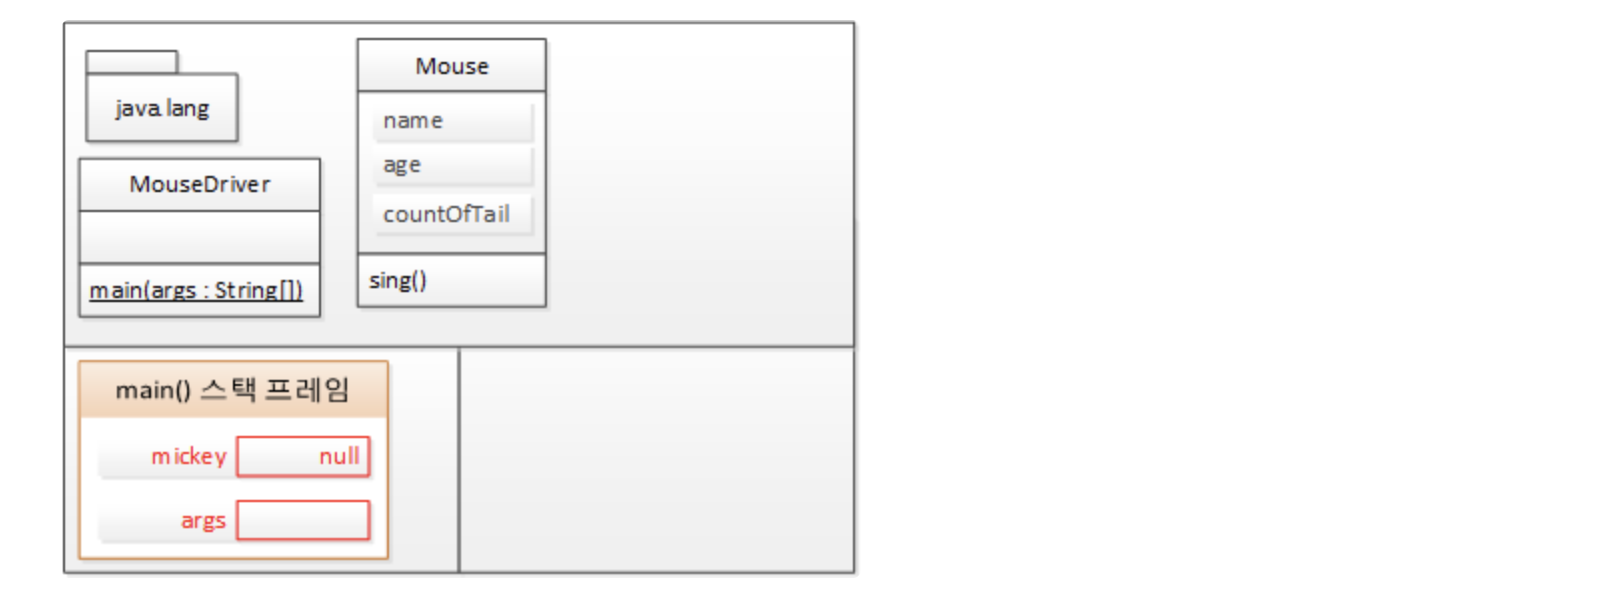 java.lang
Mouse
name
age
countOfTail
sing()
MouseDriver
main(args : String[])
main() 스택 프레임
mickey null
args